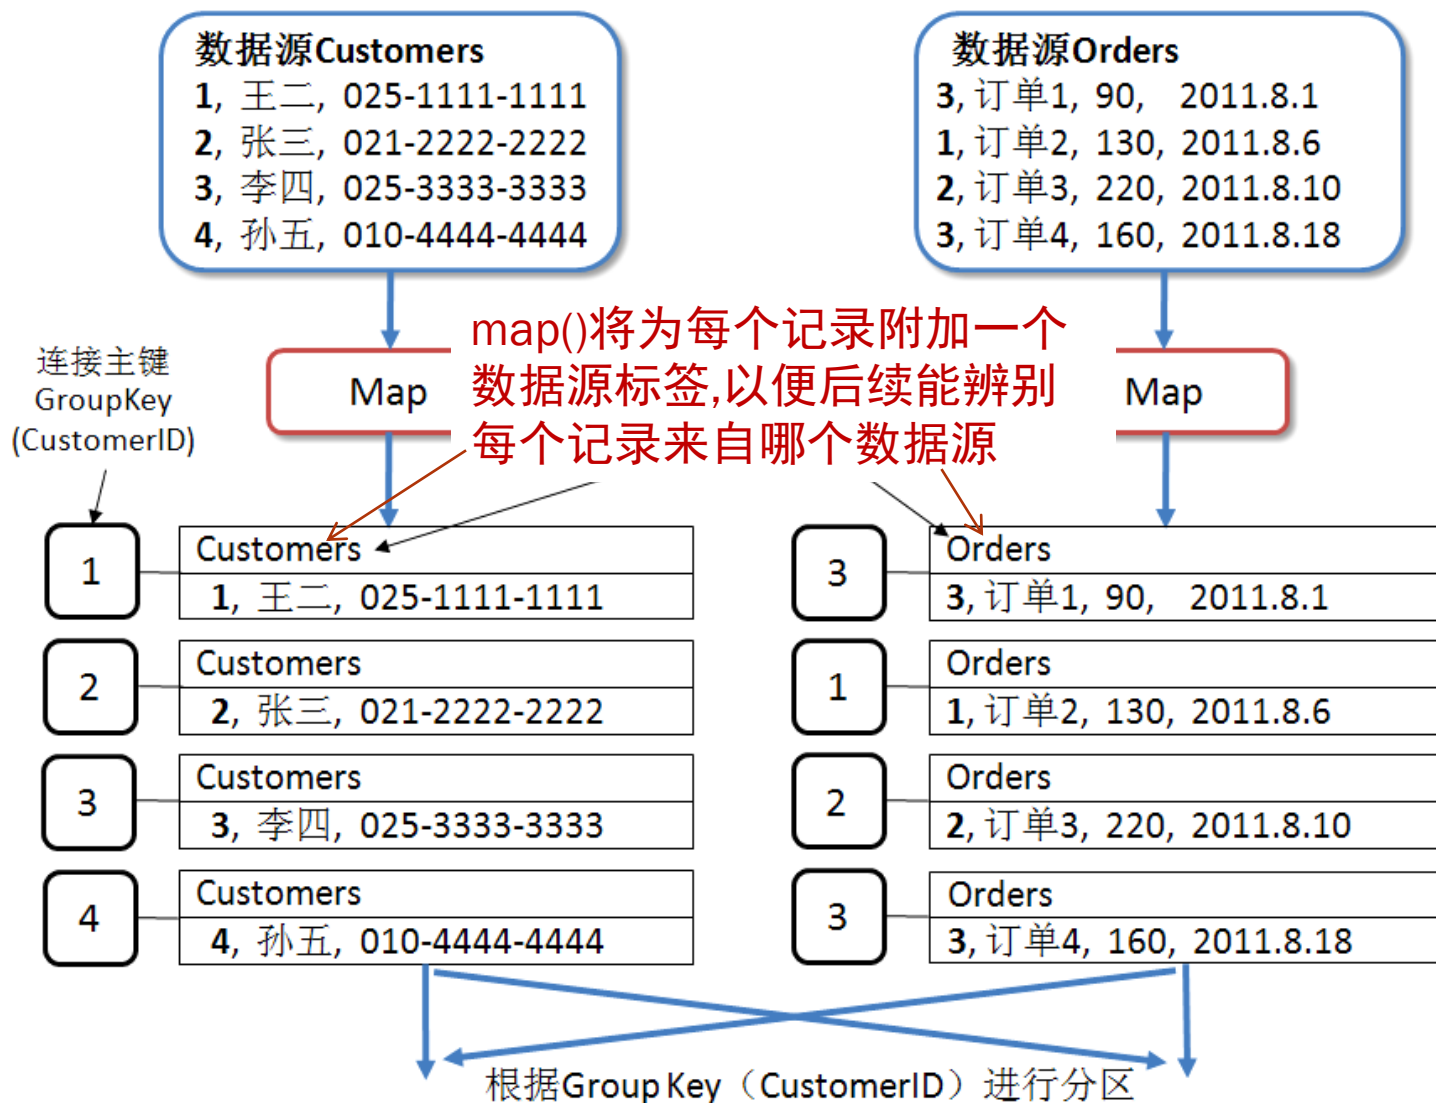 数据源Customers
1, 王二, 025-1111-1111
2, 张三, 021-2222-2222
3, 李四, 025-3333-3333
4, 孙五, 010-4444-4444
数据源Orders
3, 订单1, 90, 2011.8.1
1, 订单2, 130, 2011.8.6
2, 订单3, 220, 2011.8.10
3, 订单4, 160, 2011.8.18
map()将为每个记录附加一个
数据源标签,以便后续能辨别
每个记录来自哪个数据源
Map
Map
连接主键
GroupKey
(CustomerID)
1
Customers
1, 王二, 025-1111-1111
2
Customers
2, 张三, 021-2222-2222
3
Customers
3, 李四, 025-3333-3333
4
Customers
4, 孙五, 010-4444-4444
3
Orders
3, 订单1, 90, 2011.8.1
1
Orders
1, 订单2, 130, 2011.8.6
2
Orders
2, 订单3, 220, 2011.8.10
3
Orders
3, 订单4, 160, 2011.8.18
根据Group Key（CustomerID）进行分区